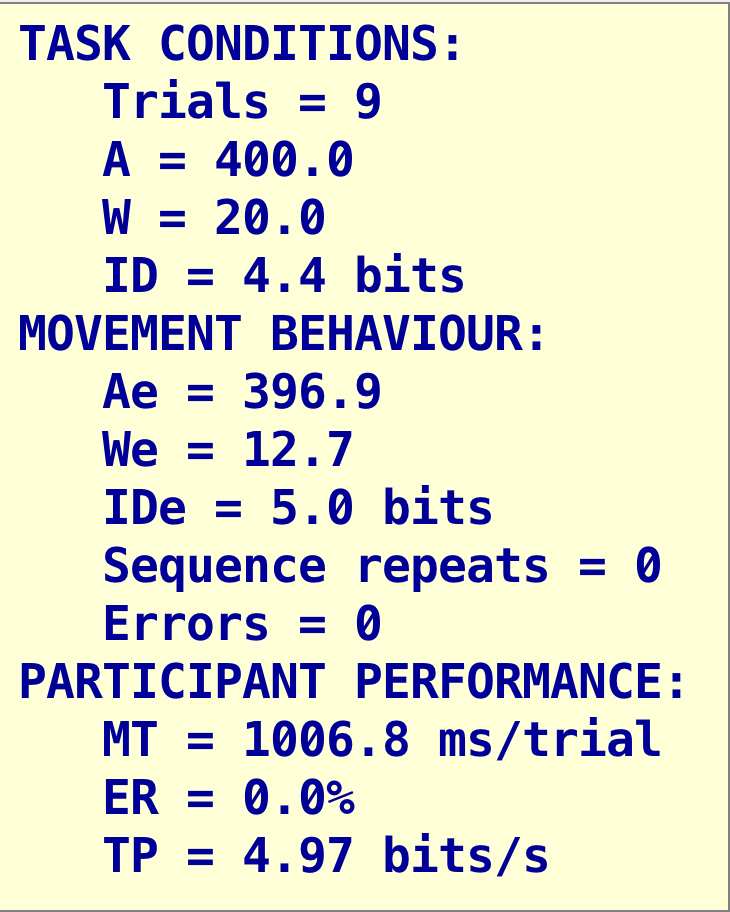 TASK CONDITIONS:
Trials = 9
A = 400.0
W = 20.0
ID = 4.4 bits
MOVEMENT BEHAVIOUR:
Ae = 396.9
We = 12.7
IDe = 5.0 bits
Sequence repeats = 0
Errors = 0
PARTICIPANT PERFORMANCE:
MT = 1006.8 ms/trial
ER = 0.0%
TP = 4.97 bits/s